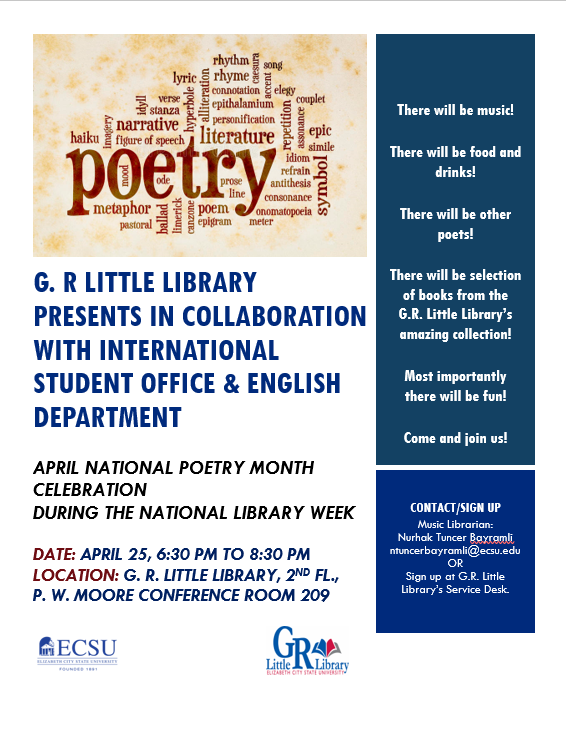 rhythm
caesura
song
lyric
rhyme
accent
connotation
elegy
verse
idyll
stanza
hyperbole
alliteration
epithalamium
couplet
imagery
narrative
personification
repetition
assonance
haiku
figure of speech
literature
epic
simile
poetry
mood
ode
prose
line
idiom
refrain
antithesis
symbol
consonance
metaphor
ballad
limerick
canzone
poem
onomatopoeia
pastoral
epigram
meter
G. R LITTLE LIBRARY
PRESENTS IN COLLABORATION
WITH INTERNATIONAL
STUDENT OFFICE & ENGLISH
DEPARTMENT
APRIL NATIONAL POETRY MONTH
CELEBRATION
DURING THE NATIONAL LIBRARY WEEK
DATE: APRIL 25, 6:30 PM TO 8:30 PM
LOCATION: G. R. LITTLE LIBRARY, 2ND FL.,
P. W. MOORE CONFERENCE ROOM 209
ECSU
ELIZABETH CITY STATE UNIVERSITY
FOUNDED 1891
GR
Little Library
ELIZABETH CITY STATE UNIVERSITY
There will be music!
There will be food and
drinks!
There will be other
poets!
There will be selection
of books from the
G.R. Little Library's
amazing collection!
Most importantly
there will be fun!
Come and join us!
CONTACT/SIGN UP
Music Librarian:
Nurhak Tuncer Bayramli
ntuncerbayramli@ecsu.edu
OR
Sign up at G.R. Little
Library's Service Desk.